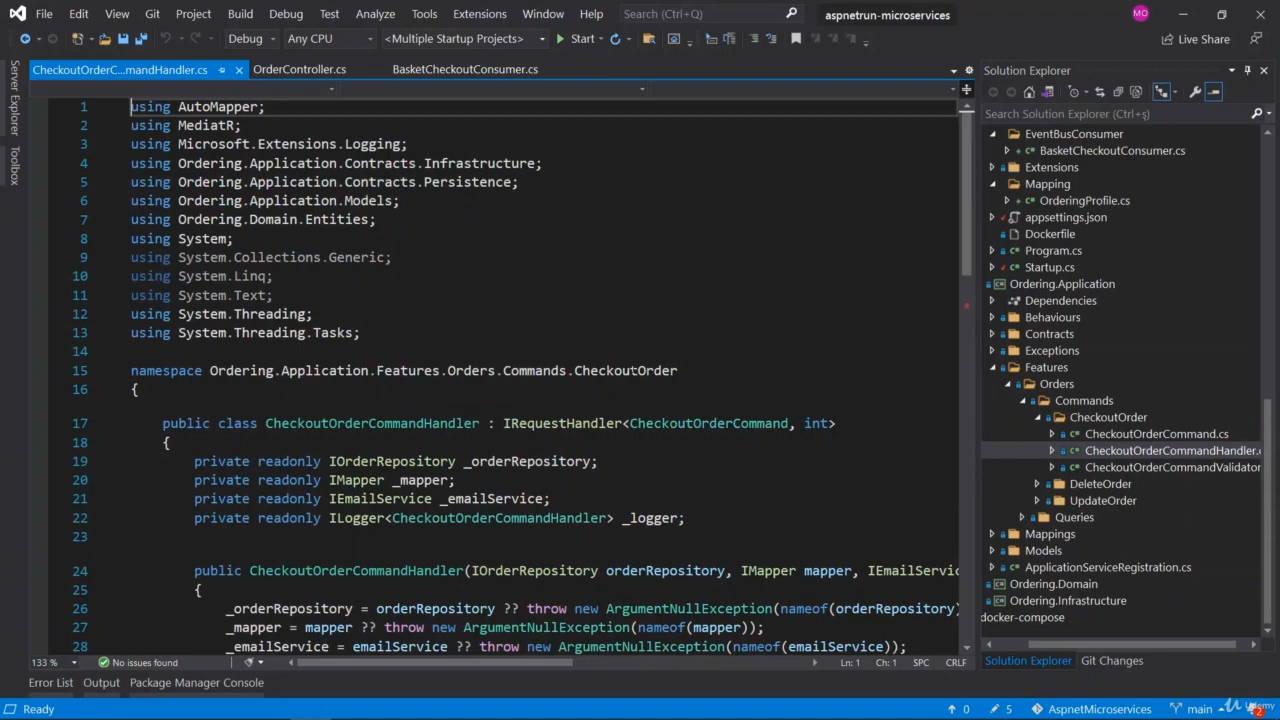 File Edit View Git Project Build Debug Test Analyze Tools Extensions Window Help Search (Ctrl+Q) aspnetrun-microservices MO
Debug Any CPU <Multiple Startup Projects> Start Live Share
CheckoutOrderC...mandHandler.cs OrderController.cs BasketCheckoutConsumer.cs
Server Explorer
Toolbox
1 using AutoMapper;
2 using MediatR;
3 using Microsoft.Extensions.Logging;
4 using Ordering.Application.Contracts.Infrastructure;
5 using Ordering.Application.Contracts.Persistence;
6 using Ordering.Application.Models;
7 using Ordering.Domain.Entities;
8 using System;
9 using System.Collections.Generic;
10 using System.Linq;
11 using System.Text;
12 using System.Threading;
13 using System.Threading.Tasks;
14
15 namespace Ordering.Application.Features.Orders.Commands.CheckoutOrder
16 {
17 public class CheckoutOrderCommandHandler : IRequestHandler<CheckoutOrderCommand, int>
18 {
19 private readonly IOrderRepository _orderRepository;
20 private readonly IMapper _mapper;
21 private readonly IEmailService _emailService;
22 private readonly ILogger<CheckoutOrderCommandHandler> _logger;
23
24 public CheckoutOrderCommandHandler(IOrderRepository orderRepository, IMapper mapper, IEmailServic
25 {
26 _orderRepository = orderRepository ?? throw new ArgumentNullException(nameof(orderRepository)
27 _mapper = mapper ?? throw new ArgumentNullException(nameof(mapper));
28 _emailService = emailService ?? throw new ArgumentNullException(nameof(emailService));
133 % No issues found Ln: 1 Ch: 1 SPC CRLF
Solution Explorer
Search Solution Explorer (Ctrl+ş)
EventBusConsumer
BasketCheckoutConsumer.cs
Extensions
Mapping
OrderingProfile.cs
appsettings.json
Dockerfile
Program.cs
Startup.cs
Ordering.Application
Dependencies
Behaviours
Contracts
Exceptions
Features
Orders
Commands
CheckoutOrder
CheckoutOrderCommand.cs
CheckoutOrderCommandHandler.c
CheckoutOrderCommandValidator
DeleteOrder
UpdateOrder
Queries
Mappings
Models
ApplicationServiceRegistration.cs
Ordering.Domain
Ordering.Infrastructure
docker-compose
Solution Explorer Git Changes
Error List Output Package Manager Console
Ready 0 5 AspnetMicroservices main 2
Udemy